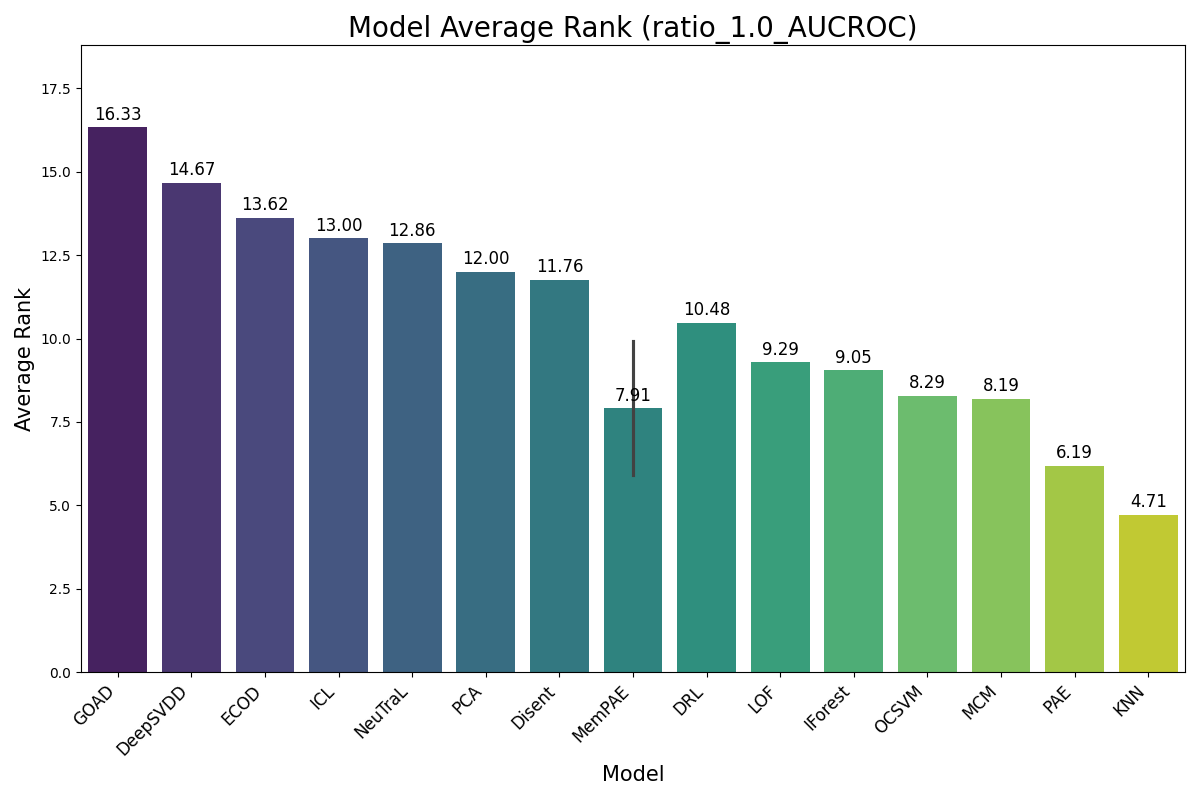 Model Average Rank (ratio_1.0_AUCROC)
Average Rank
17.5
15.0
12.5
10.0
7.5
5.0
2.5
0.0
16.33
14.67
13.62
13.00
12.86
12.00
11.76
7.91
10.48
9.29
9.05
8.29
8.19
6.19
4.71
GOAD
DeepSVDD
ECOD
ICL
NeuTraL
PCA
Disent
MemPAE
DRL
LOF
IForest
OCSVM
MCM
PAE
KNN
Model